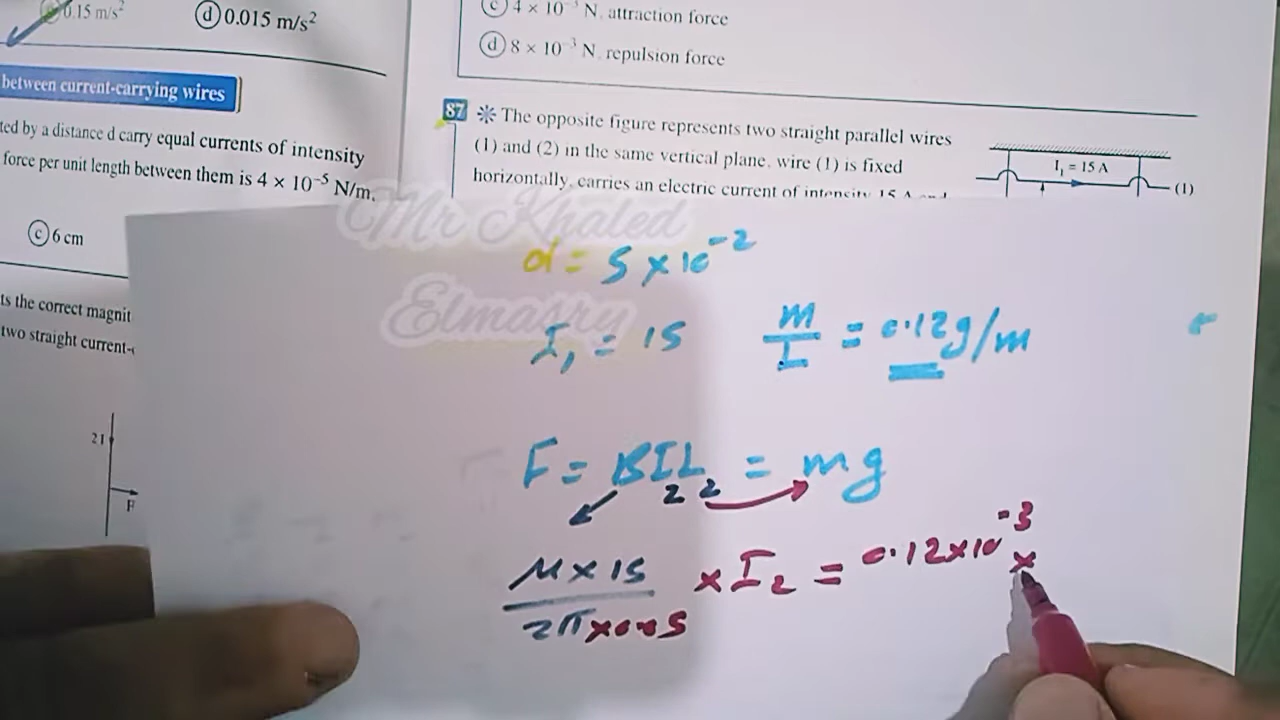 0.15 m/s²
ⓓ 0.015 m/s²
between current-carrying wires
ted by a distance d carry equal currents of intensity
force per unit length between them is 4 × 10⁻⁵ N/m,
ⓒ 6 cm
ts the correct magnit
two straight current-
2I
F
ⓒ 4 × 10⁻³ N, attraction force
ⓓ 8 × 10⁻³ N, repulsion force
87 ✻ The opposite figure represents two straight parallel wires
(1) and (2) in the same vertical plane, wire (1) is fixed
horizontally, carries an electric current of intensity 15 A and
I₁ = 15 A
(1)
Mr Khaled
Elmasry
d = 5 × 10⁻²
I₁ = 15
m/L = 0.12 g/m
F = BI₂L₂ = mg
μ × 15 / 2π × 0.05 × I₂ = 0.12 × 10⁻³ ×